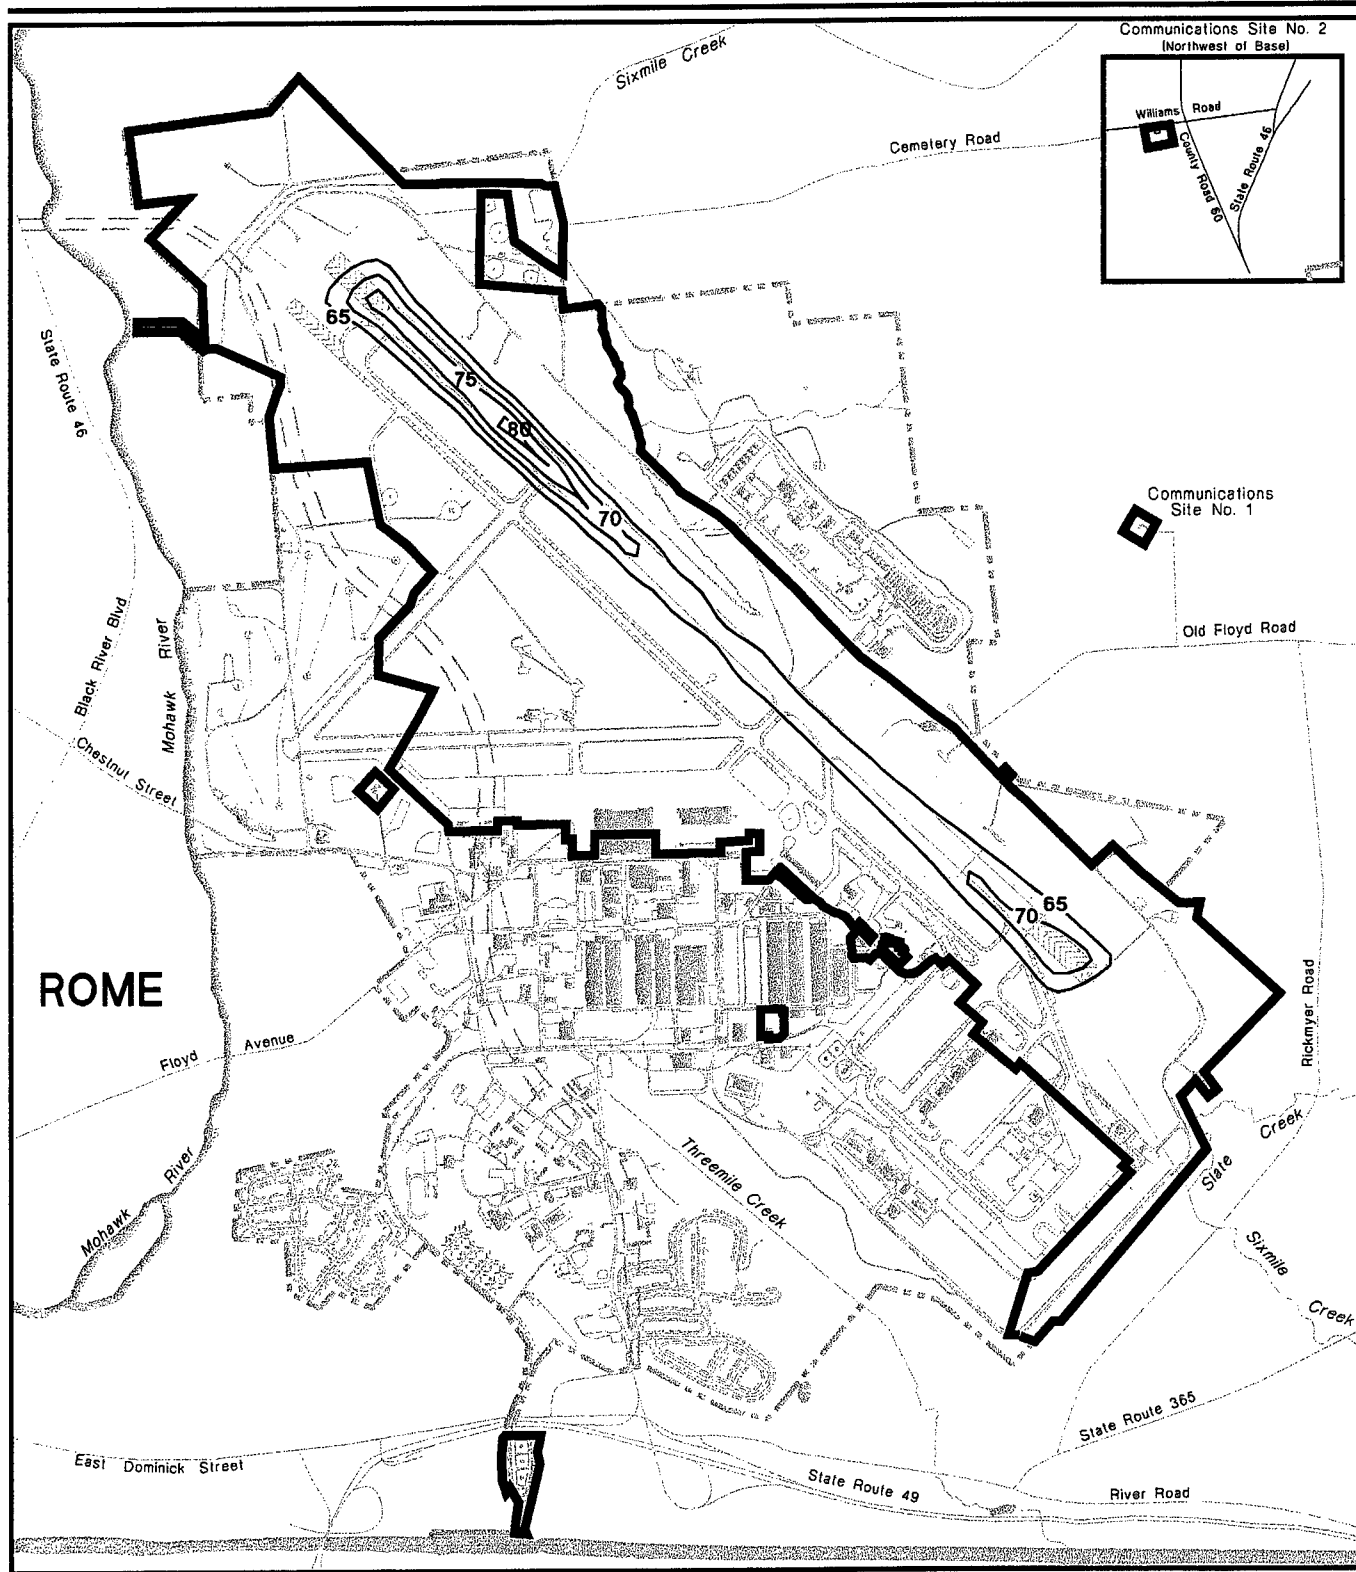 Communications Site No. 2
(Northwest of Base)
Williams Road
County Road 60
State Route 46
Sixmile Creek
Cemetery Road
65
75
80
70
State Route 46
Communications
Site No. 1
Old Floyd Road
Black River Blvd
Mohawk River
Chestnut Street
65
70
ROME
Rickmyer Road
Floyd Avenue
Mohawk River
Threemile Creek
Slate Creek
Sixmile Creek
State Route 365
East Dominick Street
State Route 49
River Road